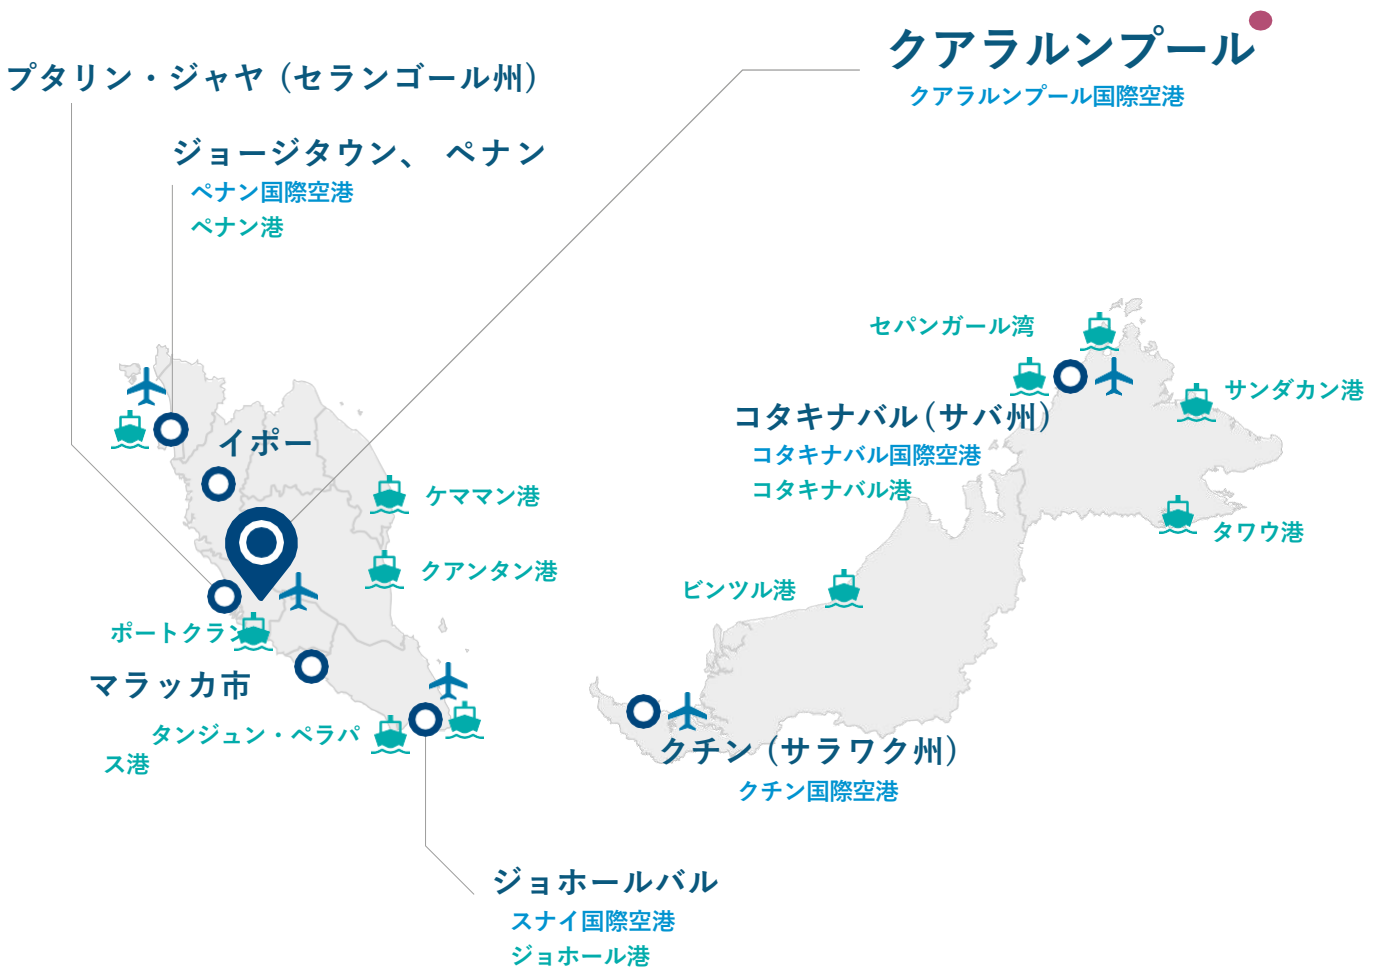 クアラルンプール
クアラルンプール国際空港
プタリン・ジャヤ (セランゴール州)
ジョージタウン、 ペナン
ペナン国際空港
ペナン港
セパンガール湾
サンダカン港
コタキナバル (サバ州)
コタキナバル国際空港
コタキナバル港
イポー
ケママン港
タワウ港
クアンタン港
ビンツル港
ポートクラン
マラッカ市
タンジュン・ペラパ
ス港
クチン (サラワク州)
クチン国際空港
ジョホールバル
スナイ国際空港
ジョホール港